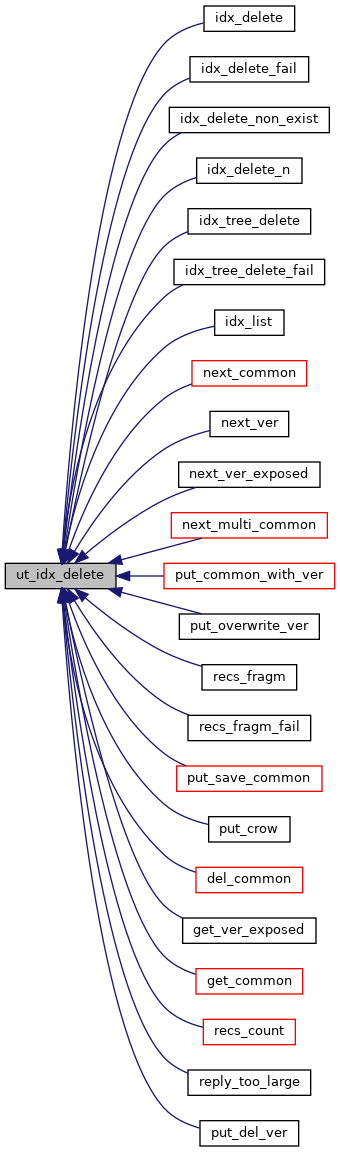 idx_delete
idx_delete_fail
idx_delete_non_exist
idx_delete_n
idx_tree_delete
idx_tree_delete_fail
idx_list
next_common
next_ver
next_ver_exposed
next_multi_common
ut_idx_delete
put_common_with_ver
put_overwrite_ver
recs_fragm
recs_fragm_fail
put_save_common
put_crow
del_common
get_ver_exposed
get_common
recs_count
reply_too_large
put_del_ver